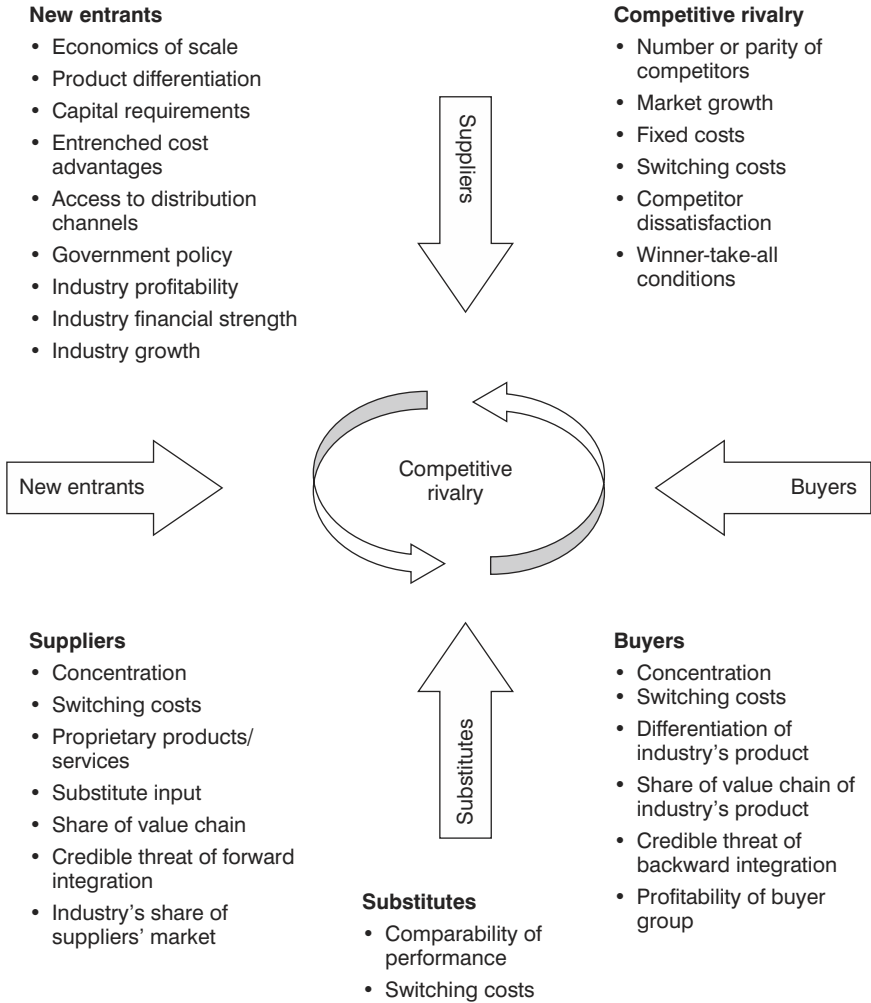 New entrants
• Economics of scale
• Product differentiation
• Capital requirements
• Entrenched cost
advantages
• Access to distribution
channels
• Government policy
• Industry profitability
• Industry financial strength
• Industry growth
Suppliers
Competitive rivalry
• Number or parity of
competitors
• Market growth
• Fixed costs
• Switching costs
• Competitor
dissatisfaction
• Winner-take-all
conditions
New entrants
Competitive
rivalry
Buyers
Suppliers
• Concentration
• Switching costs
• Proprietary products/
services
• Substitute input
• Share of value chain
• Credible threat of forward
integration
• Industry's share of
suppliers' market
Substitutes
Substitutes
• Comparability of
performance
• Switching costs
Buyers
• Concentration
• Switching costs
• Differentiation of
industry's product
• Share of value chain of
industry's product
• Credible threat of
backward integration
• Profitability of buyer
group